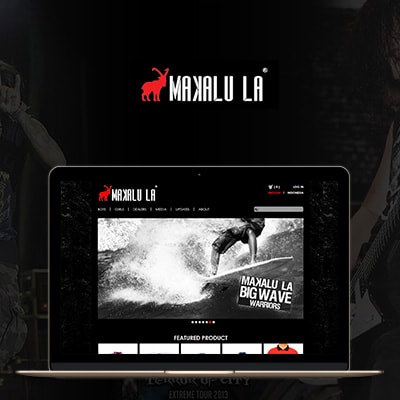 MAKALU LA®
MAKALU LA
LOG IN
INDONESIA
BOYS | GIRLS | DEALERS | MEDIA | UPDATES | ABOUT
MAKALU LA
BIG WAVE
WARRIORS
FEATURED PRODUCT
EXTREME TOUR 2013